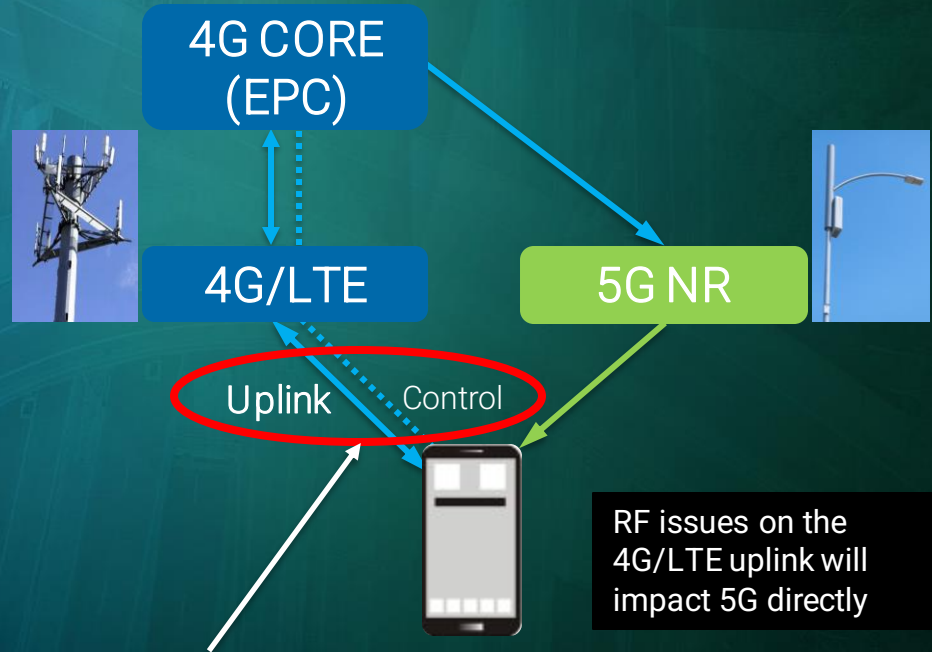 4G CORE
(EPC)
4G/LTE
5G NR
Uplink
Control
RF issues on the
4G/LTE uplink will
impact 5G directly